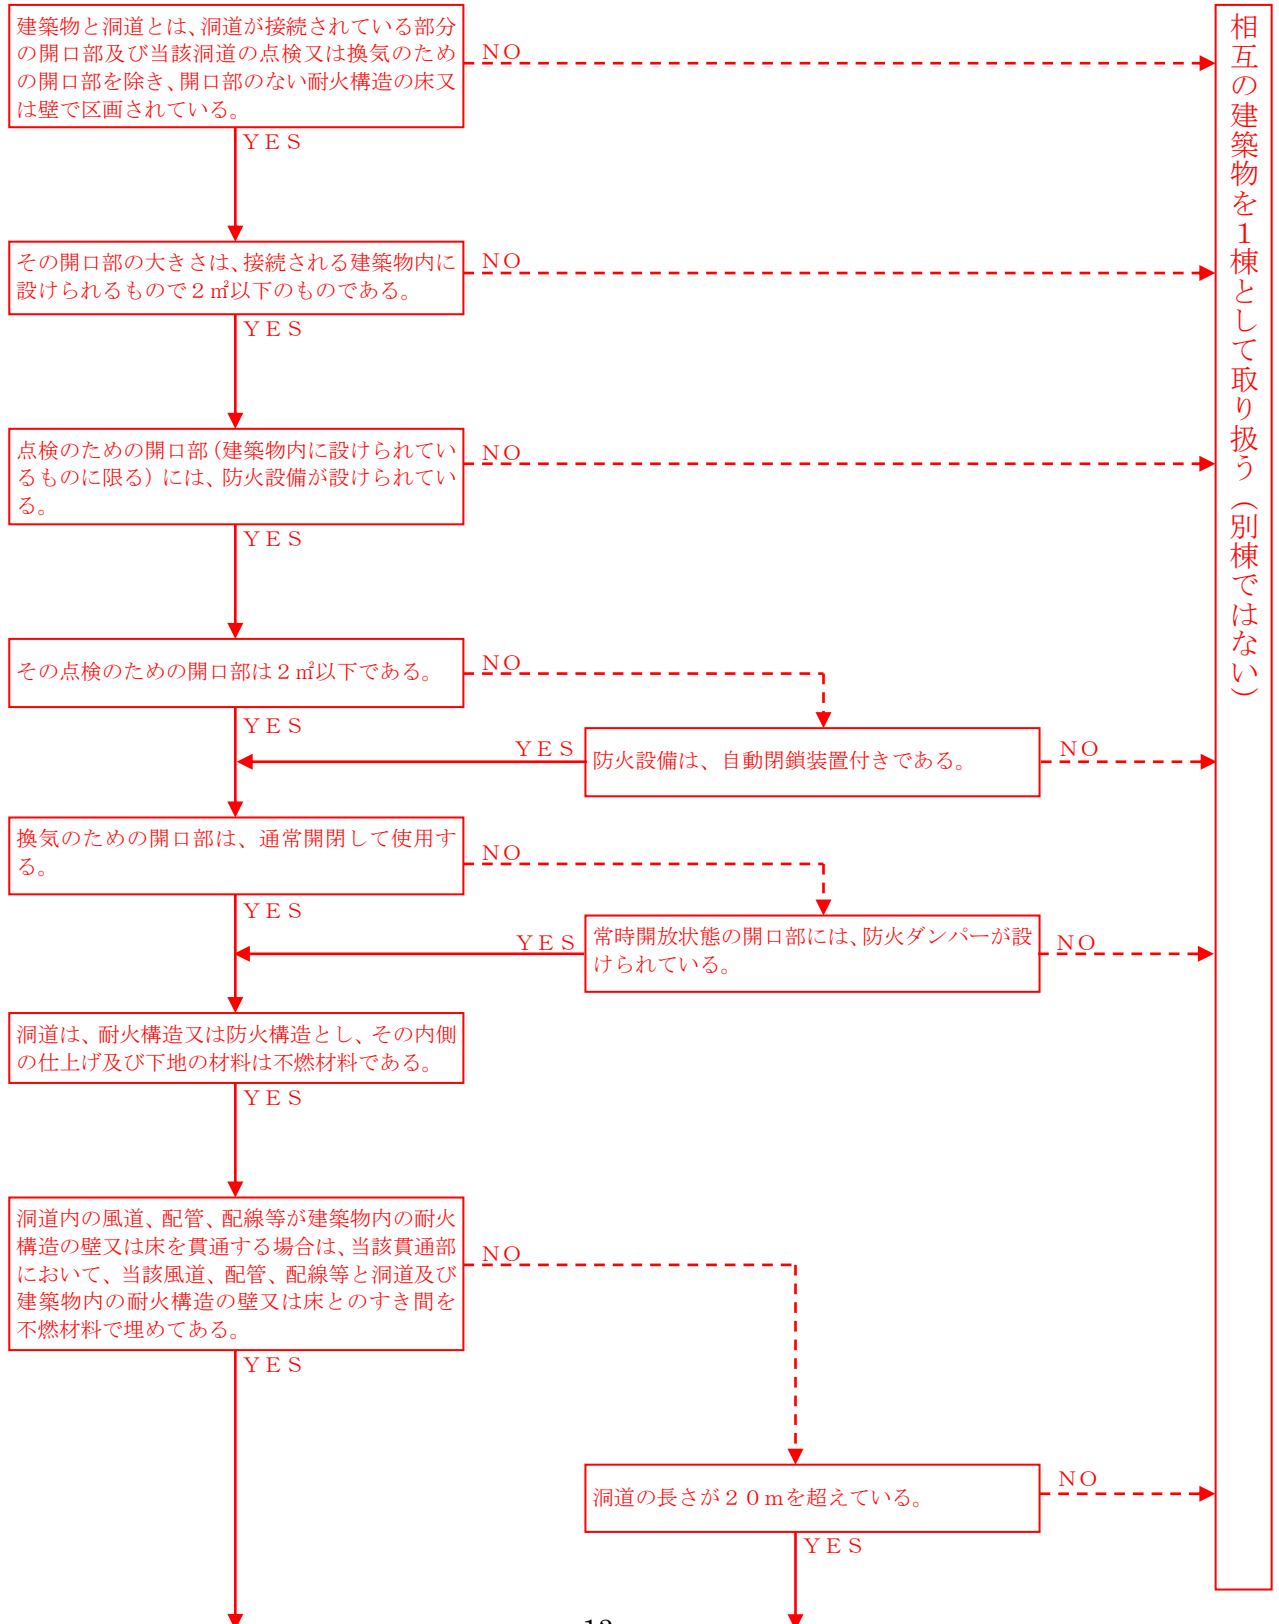 建築物と洞道とは、洞道が接続されている部分
の開口部及び当該洞道の点検又は換気のため
の開口部を除き、開口部のない耐火構造の床又
は壁で区画されている。
NO
YES
その開口部の大きさは、接続される建築物内に
設けられるもので2㎡以下のものである。
NO
YES
点検のための開口部(建築物内に設けられてい
るものに限る)には、防火設備が設けられてい
る。
NO
YES
その点検のための開口部は2㎡以下である。
NO
YES
YES
防火設備は、自動閉鎖装置付きである。
NO
換気のための開口部は、通常開閉して使用す
る。
NO
YES
YES
常時開放状態の開口部には、防火ダンパーが設
けられている。
NO
洞道は、耐火構造又は防火構造とし、その内側
の仕上げ及び下地の材料は不燃材料である。
YES
洞道内の風道、配管、配線等が建築物内の耐火
構造の壁又は床を貫通する場合は、当該貫通部
において、当該風道、配管、配線等と洞道及び
建築物内の耐火構造の壁又は床とのすき間を
不燃材料で埋めてある。
NO
YES
洞道の長さが20mを超えている。
NO
YES
相互の建築物を1棟として取り扱う(別棟ではない)